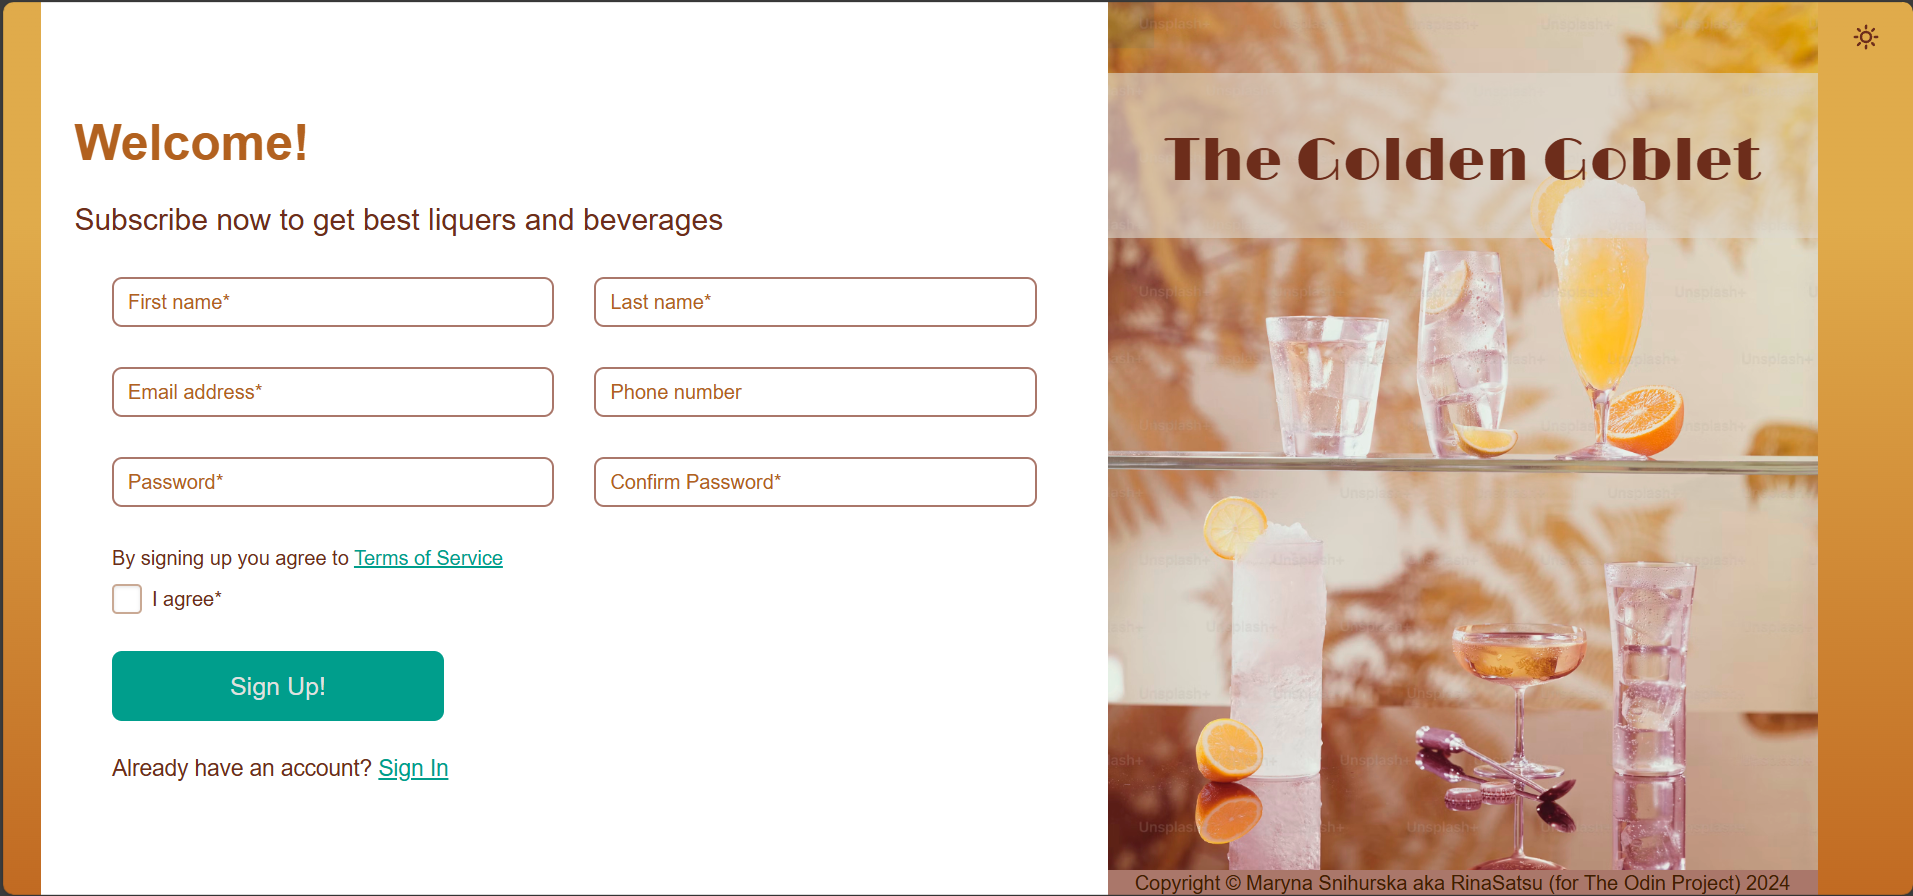 Welcome!
Subscribe now to get best liquers and beverages
First name*
Last name*
Email address*
Phone number
Password*
Confirm Password*
By signing up you agree to Terms of Service
I agree*
Sign Up!
Already have an account? Sign In
The Golden Goblet
Unsplash+
Copyright © Maryna Snihurska aka RinaSatsu (for The Odin Project) 2024